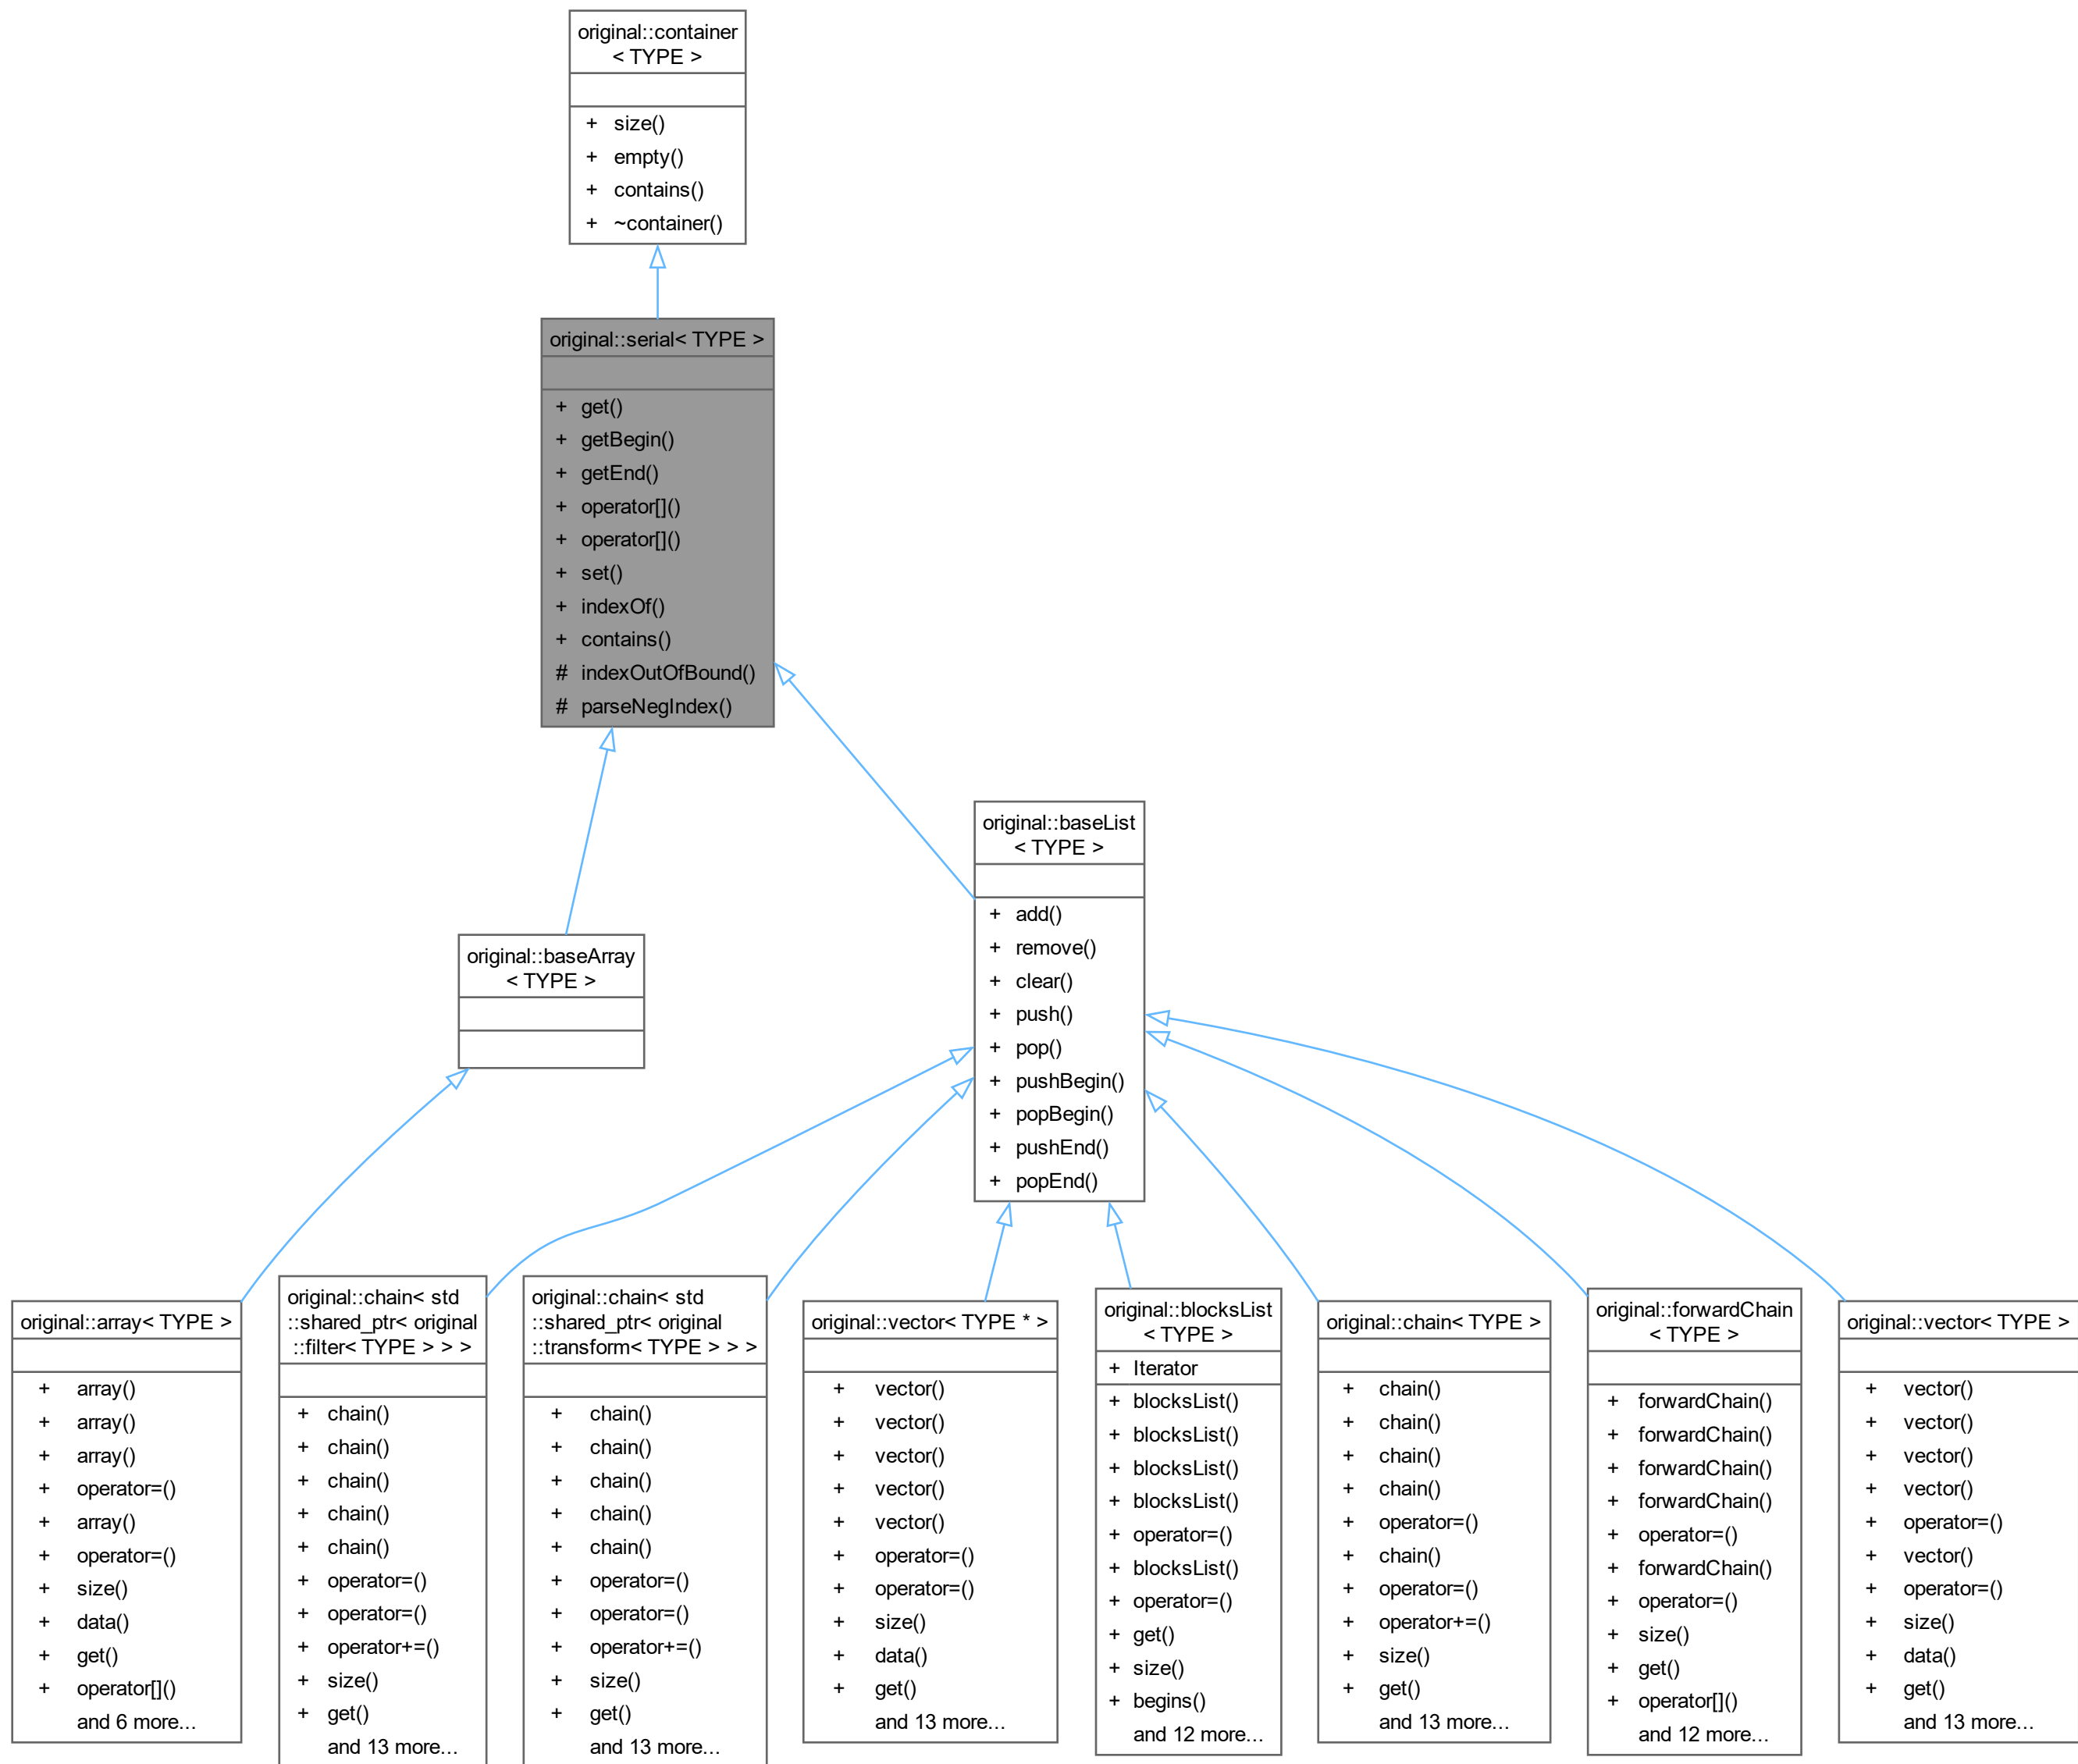 original::container
< TYPE >
+ size()
+ empty()
+ contains()
+ ~container()
original::serial< TYPE >
+ get()
+ getBegin()
+ getEnd()
+ operator[]()
+ operator[]()
+ set()
+ indexOf()
+ contains()
# indexOutOfBound()
# parseNegIndex()
original::baseList
< TYPE >
+ add()
+ remove()
+ clear()
+ push()
+ pop()
+ pushBegin()
+ popBegin()
+ pushEnd()
+ popEnd()
original::baseArray
< TYPE >
original::array< TYPE >
+ array()
+ array()
+ array()
+ operator=()
+ array()
+ operator=()
+ size()
+ data()
+ get()
+ operator[]()
and 6 more...
original::chain< std
::shared_ptr< original
::filter< TYPE > > >
+ chain()
+ chain()
+ chain()
+ chain()
+ chain()
+ operator=()
+ operator=()
+ operator+=()
+ size()
+ get()
and 13 more...
original::chain< std
::shared_ptr< original
::transform< TYPE > > >
+ chain()
+ chain()
+ chain()
+ chain()
+ chain()
+ operator=()
+ operator=()
+ operator+=()
+ size()
+ get()
and 13 more...
original::vector< TYPE * >
+ vector()
+ vector()
+ vector()
+ vector()
+ vector()
+ operator=()
+ operator=()
+ size()
+ data()
+ get()
and 13 more...
original::blocksList
< TYPE >
+ Iterator
+ blocksList()
+ blocksList()
+ blocksList()
+ blocksList()
+ operator=()
+ blocksList()
+ operator=()
+ get()
+ size()
+ begins()
and 12 more...
original::chain< TYPE >
+ chain()
+ chain()
+ chain()
+ chain()
+ operator=()
+ chain()
+ operator=()
+ operator+=()
+ size()
+ get()
and 13 more...
original::forwardChain
< TYPE >
+ forwardChain()
+ forwardChain()
+ forwardChain()
+ forwardChain()
+ operator=()
+ forwardChain()
+ operator=()
+ size()
+ get()
+ operator[]()
and 12 more...
original::vector< TYPE >
+ vector()
+ vector()
+ vector()
+ vector()
+ operator=()
+ vector()
+ operator=()
+ size()
+ data()
+ get()
and 13 more...